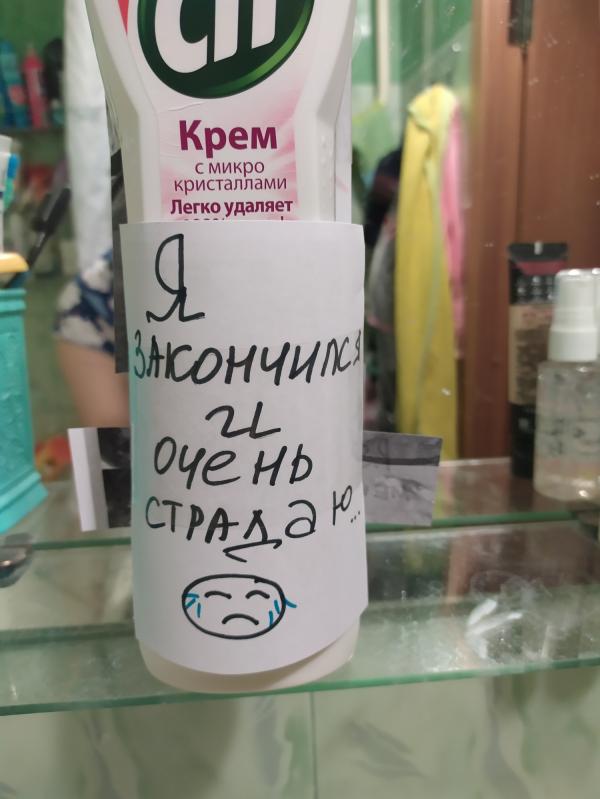 Cif
Крем
с микро
кристаллами
Легко удаляет
Я
ЗАКОНЧИЛСЯ
И
ОЧЕНЬ
СТРАДАЮ...